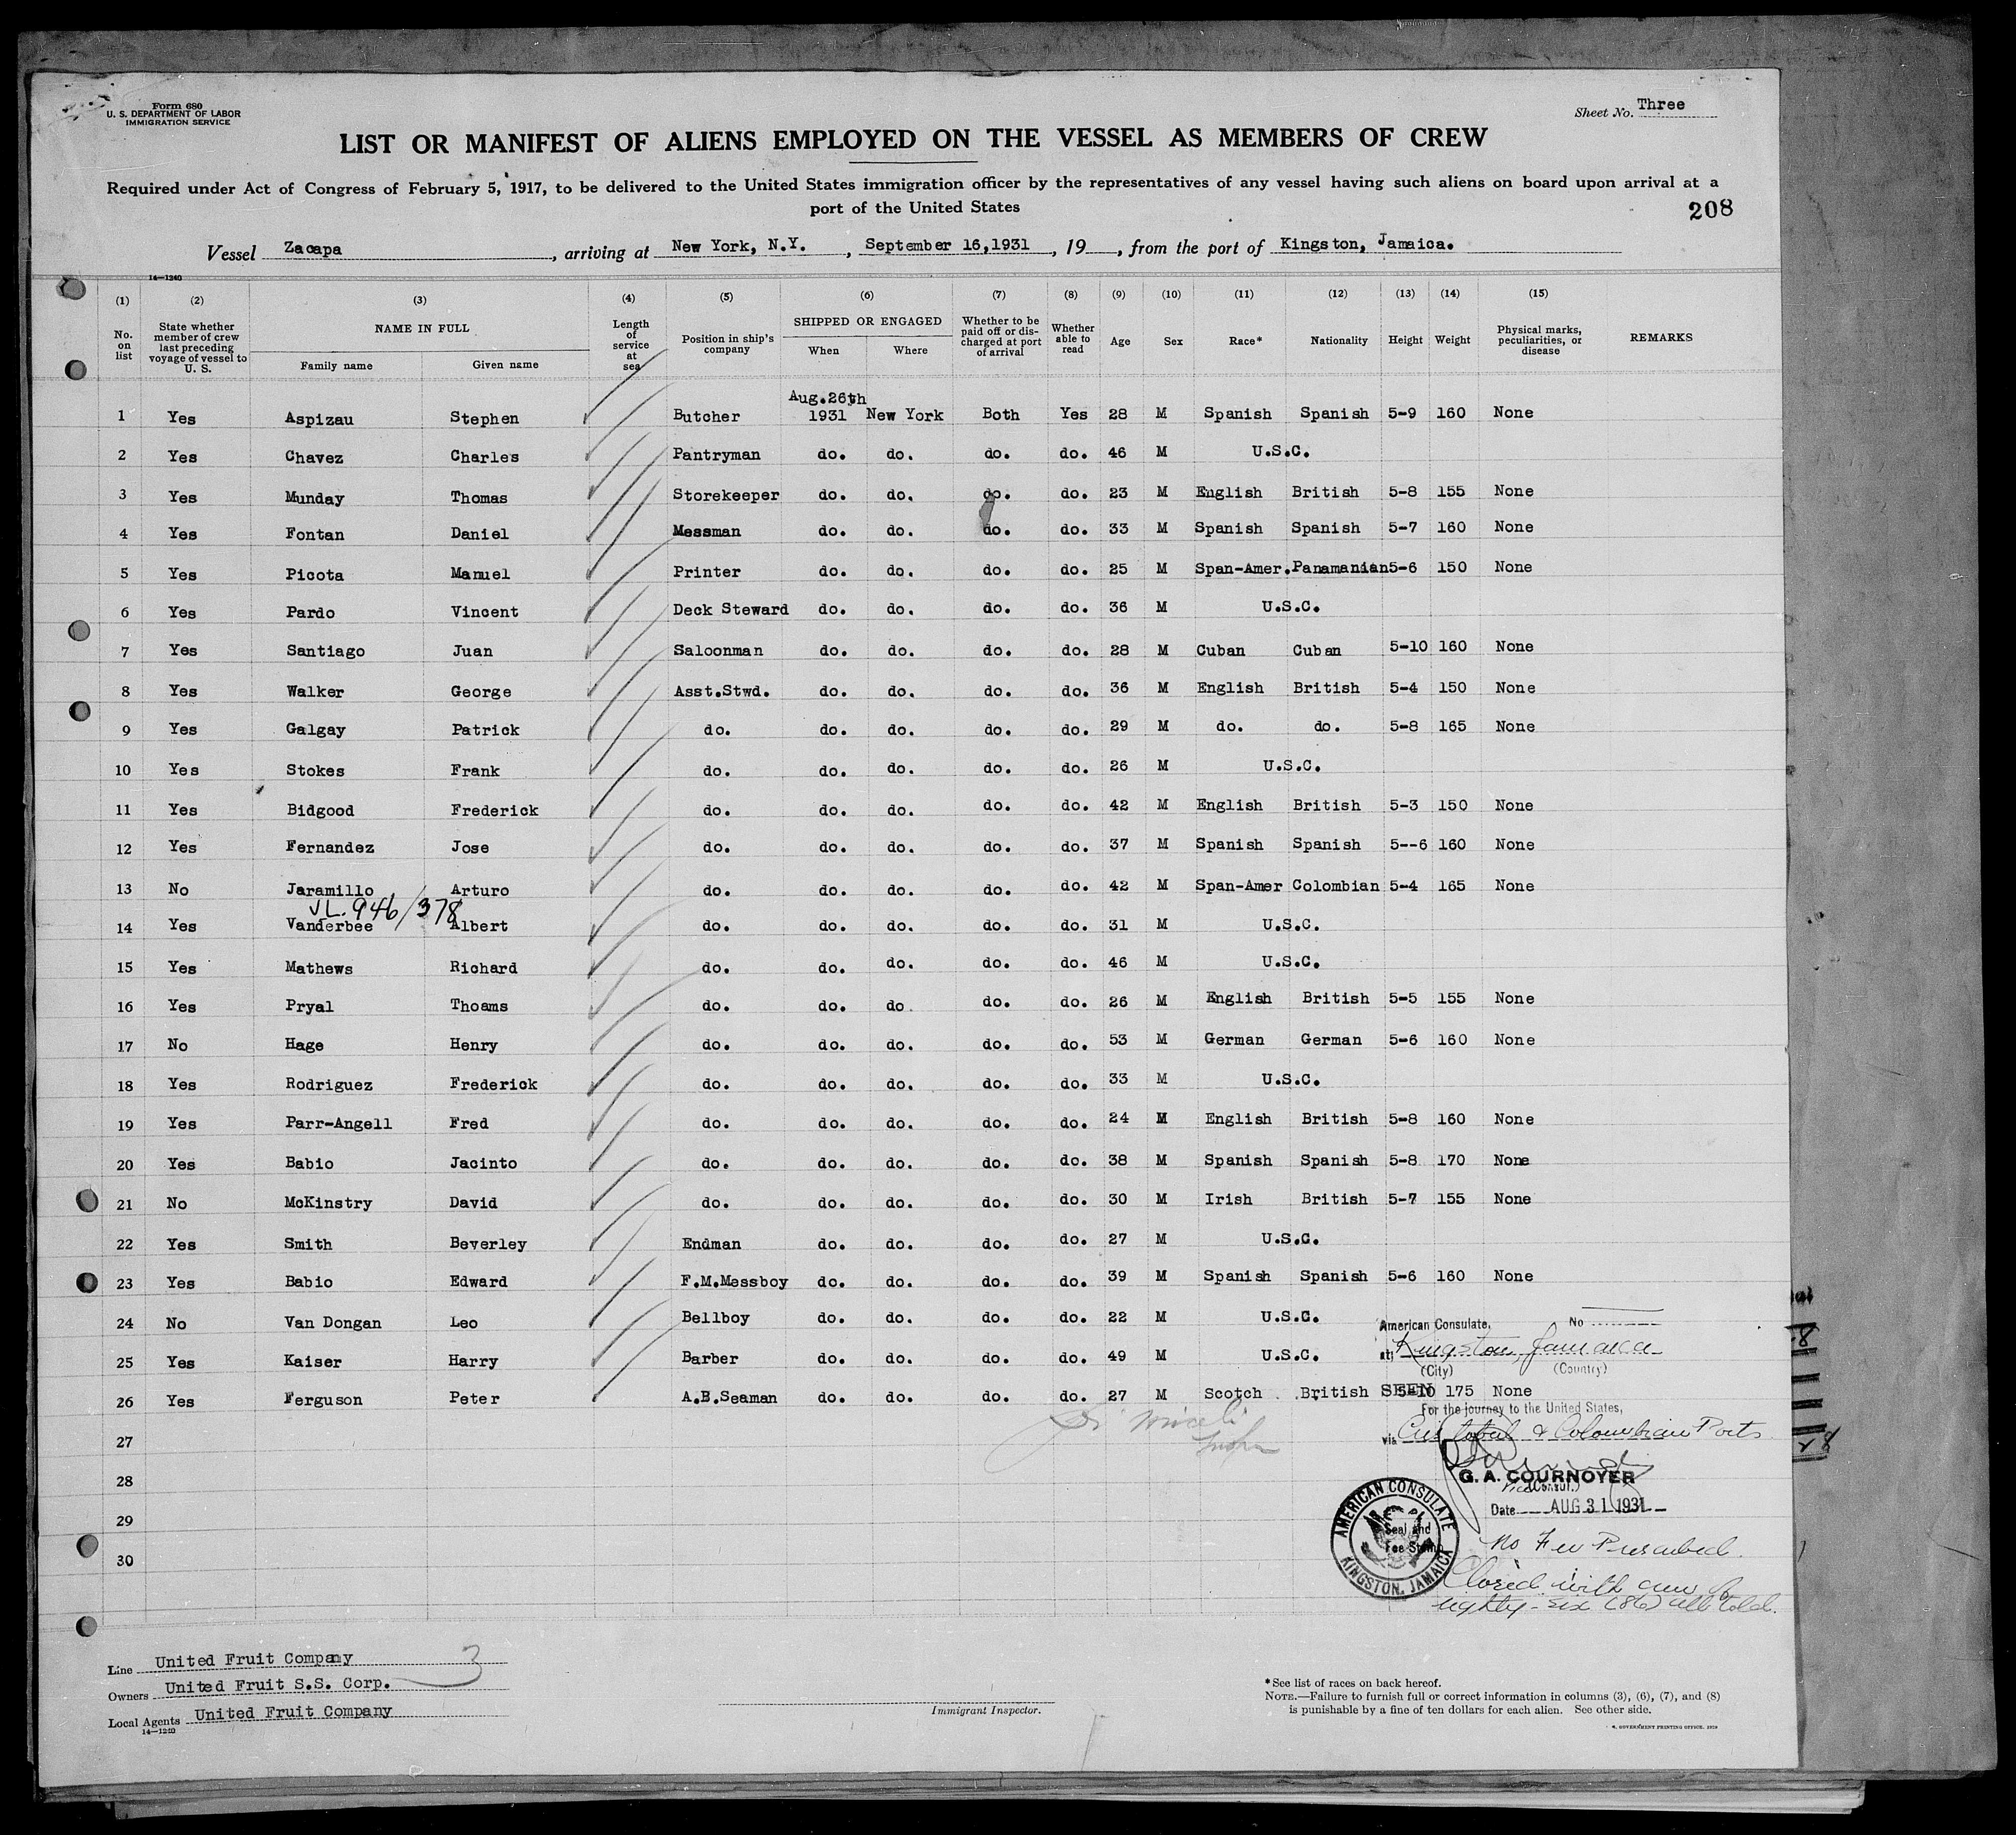 Form 680
U. S. DEPARTMENT OF LABOR
IMMIGRATION SERVICE
Sheet No. Three
LIST OR MANIFEST OF ALIENS EMPLOYED ON THE VESSEL AS MEMBERS OF CREW
Required under Act of Congress of February 5, 1917, to be delivered to the United States immigration officer by the representatives of any vessel having such aliens on board upon arrival at a
port of the United States
208
Vessel Zacapa, arriving at New York, N.Y., September 16,1931, 19, from the port of Kingston, Jamaica.
14—1240
(1) (2) (3) (4) (5) (6) (7) (8) (9) (10) (11) (12) (13) (14) (15)
No. on list State whether member of crew last preceding voyage of vessel to U. S. NAME IN FULL Family name Given name Length of service at sea Position in ship's company SHIPPED OR ENGAGED When Where Whether to be paid off or discharged at port of arrival Whether able to read Age Sex Race* Nationality Height Weight Physical marks, peculiarities, or disease REMARKS
1 Yes Aspizau Stephen Butcher Aug.26th 1931 New York Both Yes 28 M Spanish Spanish 5-9 160 None
2 Yes Chavez Charles Pantryman do. do. do. do. 46 M U.S.C.
3 Yes Munday Thomas Storekeeper do. do. do. do. 23 M English British 5-8 155 None
4 Yes Fontan Daniel Messman do. do. do. do. 33 M Spanish Spanish 5-7 160 None
5 Yes Picota Manuel Printer do. do. do. do. 25 M Span-Amer. Panamanian 5-6 150 None
6 Yes Pardo Vincent Deck Steward do. do. do. do. 36 M U.S.C.
7 Yes Santiago Juan Saloonman do. do. do. do. 28 M Cuban Cuban 5-10 160 None
8 Yes Walker George Asst.Stwd. do. do. do. do. 36 M English British 5-4 150 None
9 Yes Galgay Patrick do. do. do. do. do. 29 M do. do. 5-8 165 None
10 Yes Stokes Frank do. do. do. do. do. 26 M U.S.C.
11 Yes Bidgood Frederick do. do. do. do. do. 42 M English British 5-3 150 None
12 Yes Fernandez Jose do. do. do. do. do. 37 M Spanish Spanish 5--6 160 None
13 No Jaramillo Arturo do. do. do. do. do. 42 M Span-Amer Colombian 5-4 165 None
VL. 946/378
14 Yes Vanderbee Albert do. do. do. do. do. 31 M U.S.C.
15 Yes Mathews Richard do. do. do. do. do. 46 M U.S.C.
16 Yes Pryal Thoams do. do. do. do. do. 26 M English British 5-5 155 None
17 No Hage Henry do. do. do. do. do. 53 M German German 5-6 160 None
18 Yes Rodriguez Frederick do. do. do. do. do. 33 M U.S.C.
19 Yes Parr-Angell Fred do. do. do. do. do. 24 M English British 5-8 160 None
20 Yes Babio Jacinto do. do. do. do. do. 38 M Spanish Spanish 5-8 170 None
21 No McKinstry David do. do. do. do. do. 30 M Irish British 5-7 155 None
22 Yes Smith Beverley Endman do. do. do. do. 27 M U.S.C.
23 Yes Babio Edward F.M.Messboy do. do. do. do. 39 M Spanish Spanish 5-6 160 None
24 No Van Dongan Leo Bellboy do. do. do. do. 22 M U.S.C.
25 Yes Kaiser Harry Barber do. do. do. do. 49 M U.S.C.
26 Yes Ferguson Peter A.B.Seaman do. do. do. do. 27 M Scotch British 5-10 175 None
27
28
29
30
American Consulate, No
at Kingston, Jamaica
(City) (Country)
SEEN
For the journey to the United States,
via Cristobal & Colombian Ports
G. A. COURNOYER
Vice (Consul.)
Date AUG 31 1931
AMERICAN CONSULATE
KINGSTON, JAMAICA
Seal and
Fee Stamp
No Fee Prescribed.
Closed with crew of
eighty-six (86) all told.
Line United Fruit Company
3
Owners United Fruit S.S. Corp.
Local Agents United Fruit Company
14—1240
Immigrant Inspector.
*See list of races on back hereof.
NOTE.—Failure to furnish full or correct information in columns (3), (6), (7), and (8)
is punishable by a fine of ten dollars for each alien. See other side.
GOVERNMENT PRINTING OFFICE